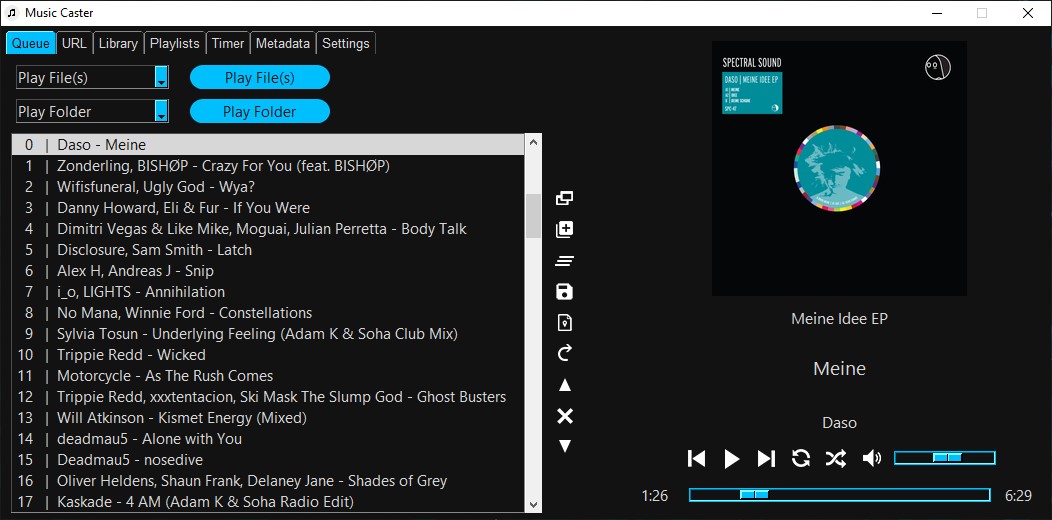 Music Caster
Queue URL Library Playlists Timer Metadata Settings
Play File(s) Play File(s)
Play Folder Play Folder
0 | Daso - Meine
1 | Zonderling, BISHØP - Crazy For You (feat. BISHØP)
2 | Wifisfuneral, Ugly God - Wya?
3 | Danny Howard, Eli & Fur - If You Were
4 | Dimitri Vegas & Like Mike, Moguai, Julian Perretta - Body Talk
5 | Disclosure, Sam Smith - Latch
6 | Alex H, Andreas J - Snip
7 | i_o, LIGHTS - Annihilation
8 | No Mana, Winnie Ford - Constellations
9 | Sylvia Tosun - Underlying Feeling (Adam K & Soha Club Mix)
10 | Trippie Redd - Wicked
11 | Motorcycle - As The Rush Comes
12 | Trippie Redd, xxxtentacion, Ski Mask The Slump God - Ghost Busters
13 | Will Atkinson - Kismet Energy (Mixed)
14 | deadmau5 - Alone with You
15 | Deadmau5 - nosedive
16 | Oliver Heldens, Shaun Frank, Delaney Jane - Shades of Grey
17 | Kaskade - 4 AM (Adam K & Soha Radio Edit)
SPECTRAL SOUND
DASO | MEINE IDEE EP
Meine Idee EP
Meine
Daso
1:26 6:29